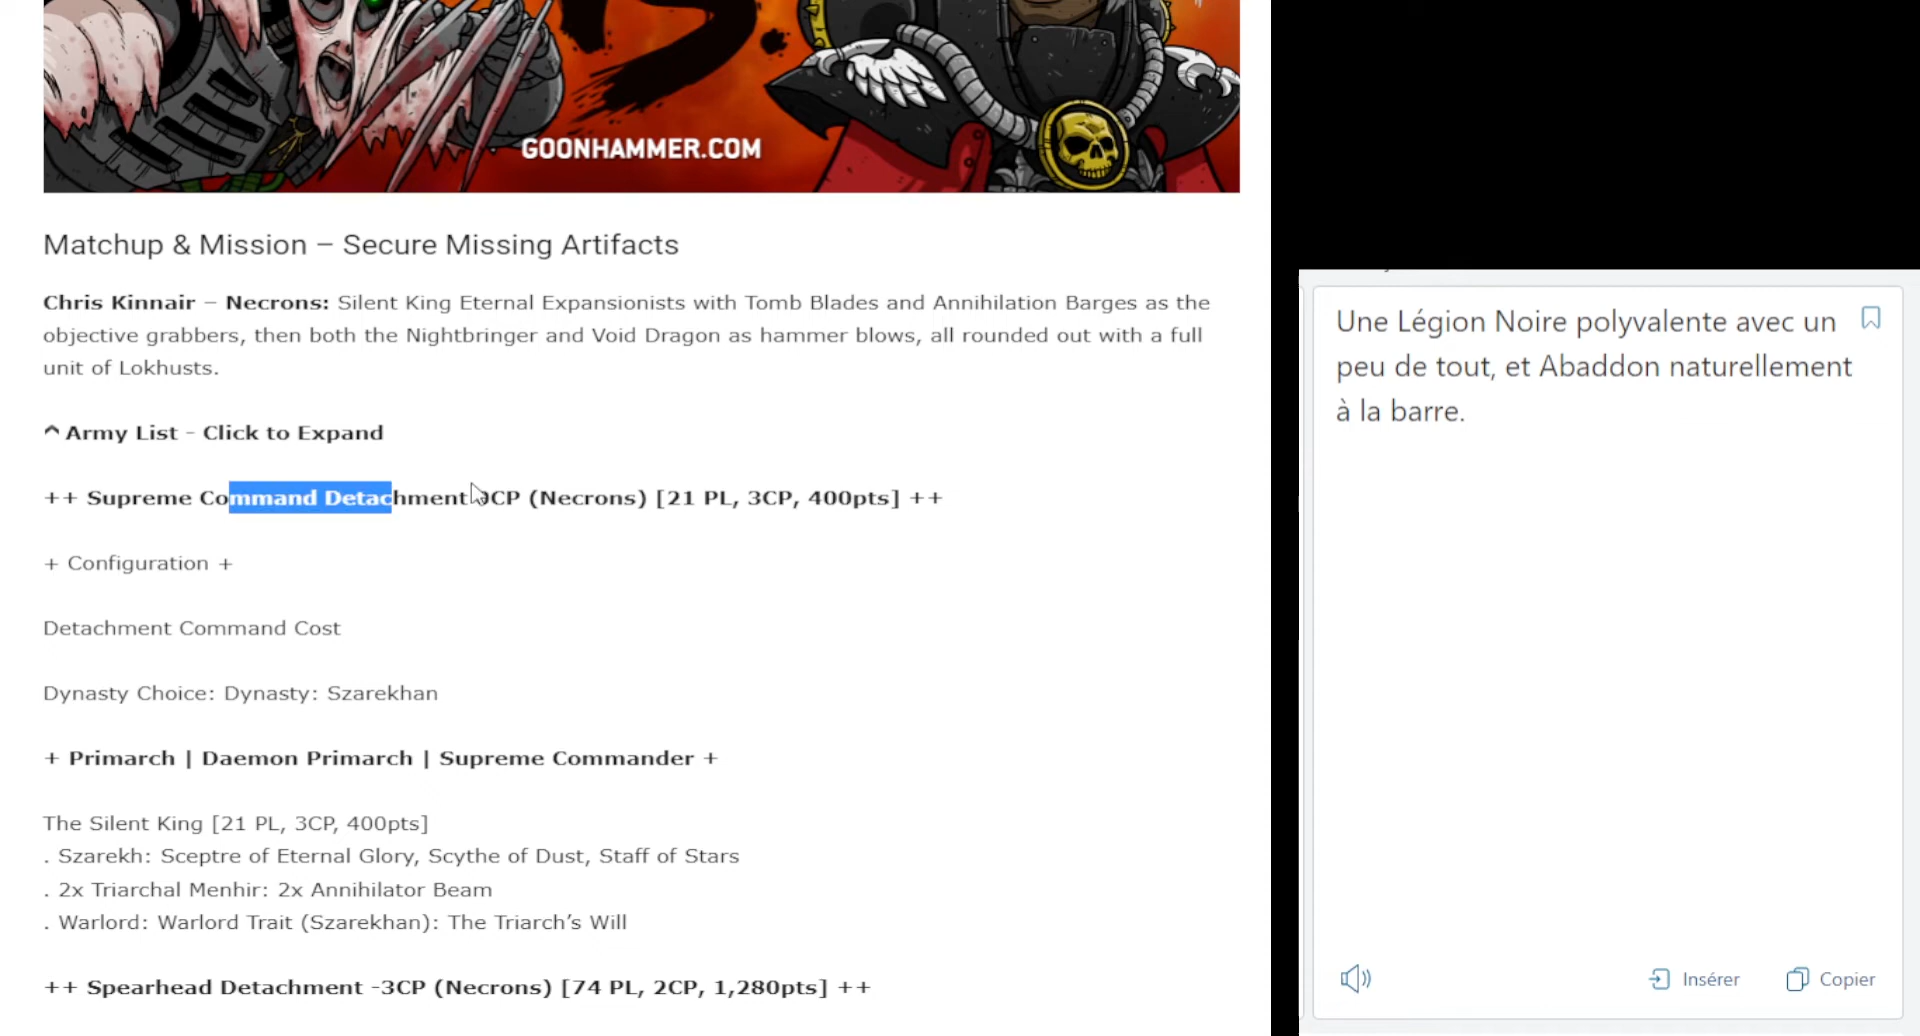 GOONHAMMER.COM
Matchup & Mission – Secure Missing Artifacts
Chris Kinnair – Necrons: Silent King Eternal Expansionists with Tomb Blades and Annihilation Barges as the
objective grabbers, then both the Nightbringer and Void Dragon as hammer blows, all rounded out with a full
unit of Lokhusts.
^ Army List - Click to Expand
++ Supreme Command Detachment 0CP (Necrons) [21 PL, 3CP, 400pts] ++
+ Configuration +
Detachment Command Cost
Dynasty Choice: Dynasty: Szarekhan
+ Primarch | Daemon Primarch | Supreme Commander +
The Silent King [21 PL, 3CP, 400pts]
. Szarekh: Sceptre of Eternal Glory, Scythe of Dust, Staff of Stars
. 2x Triarchal Menhir: 2x Annihilator Beam
. Warlord: Warlord Trait (Szarekhan): The Triarch’s Will
++ Spearhead Detachment -3CP (Necrons) [74 PL, 2CP, 1,280pts] ++
Une Légion Noire polyvalente avec un
peu de tout, et Abaddon naturellement
à la barre.
Insérer
Copier